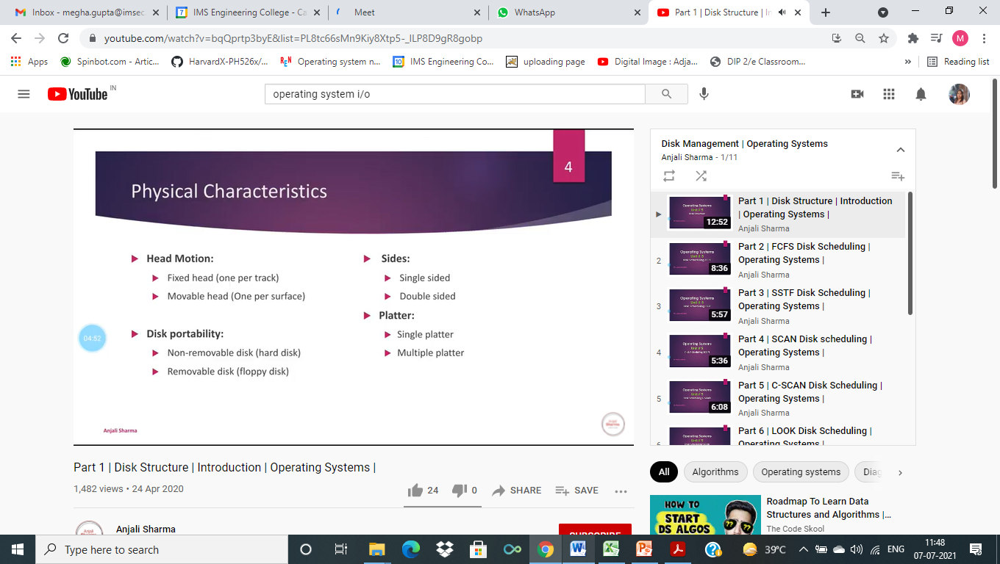 Inbox - megha.gupta@imsec
IMS Engineering College - Ca
Meet
WhatsApp
Part 1 | Disk Structure | In
youtube.com/watch?v=bqQprtp3byE&list=PL8tc66sMn9Kiy8Xtp5-_ILP8D9gR8gobp
M
Apps
Spinbot.com - Artic...
HarvardX-PH526x/...
Operating system n...
IMS Engineering Co...
uploading page
Digital Image : Adja...
DIP 2/e Classroom...
»
Reading list
YouTube IN
operating system i/o
4
Physical Characteristics
Head Motion:
Fixed head (one per track)
Movable head (One per surface)
Disk portability:
Non-removable disk (hard disk)
Removable disk (floppy disk)
Sides:
Single sided
Double sided
Platter:
Single platter
Multiple platter
04:52
Anjali Sharma
Part 1 | Disk Structure | Introduction | Operating Systems |
1,482 views • 24 Apr 2020
24
0
SHARE
SAVE
Anjali Sharma
SUBSCRIBE
Disk Management | Operating Systems
Anjali Sharma - 1/11
12:52
Part 1 | Disk Structure | Introduction
| Operating Systems |
Anjali Sharma
2
8:36
Part 2 | FCFS Disk Scheduling |
Operating Systems |
Anjali Sharma
3
5:57
Part 3 | SSTF Disk Scheduling |
Operating Systems |
Anjali Sharma
4
5:36
Part 4 | SCAN Disk scheduling |
Operating Systems |
Anjali Sharma
5
6:08
Part 5 | C-SCAN Disk Scheduling |
Operating Systems |
Anjali Sharma
Part 6 | LOOK Disk Scheduling |
Operating Systems |
All
Algorithms
Operating systems
Diag
HOW TO
START
DS ALGOS
??
??
Roadmap To Learn Data
Structures and Algorithms |...
The Code Skool
Type here to search
39°C
ENG
11:48
07-07-2021